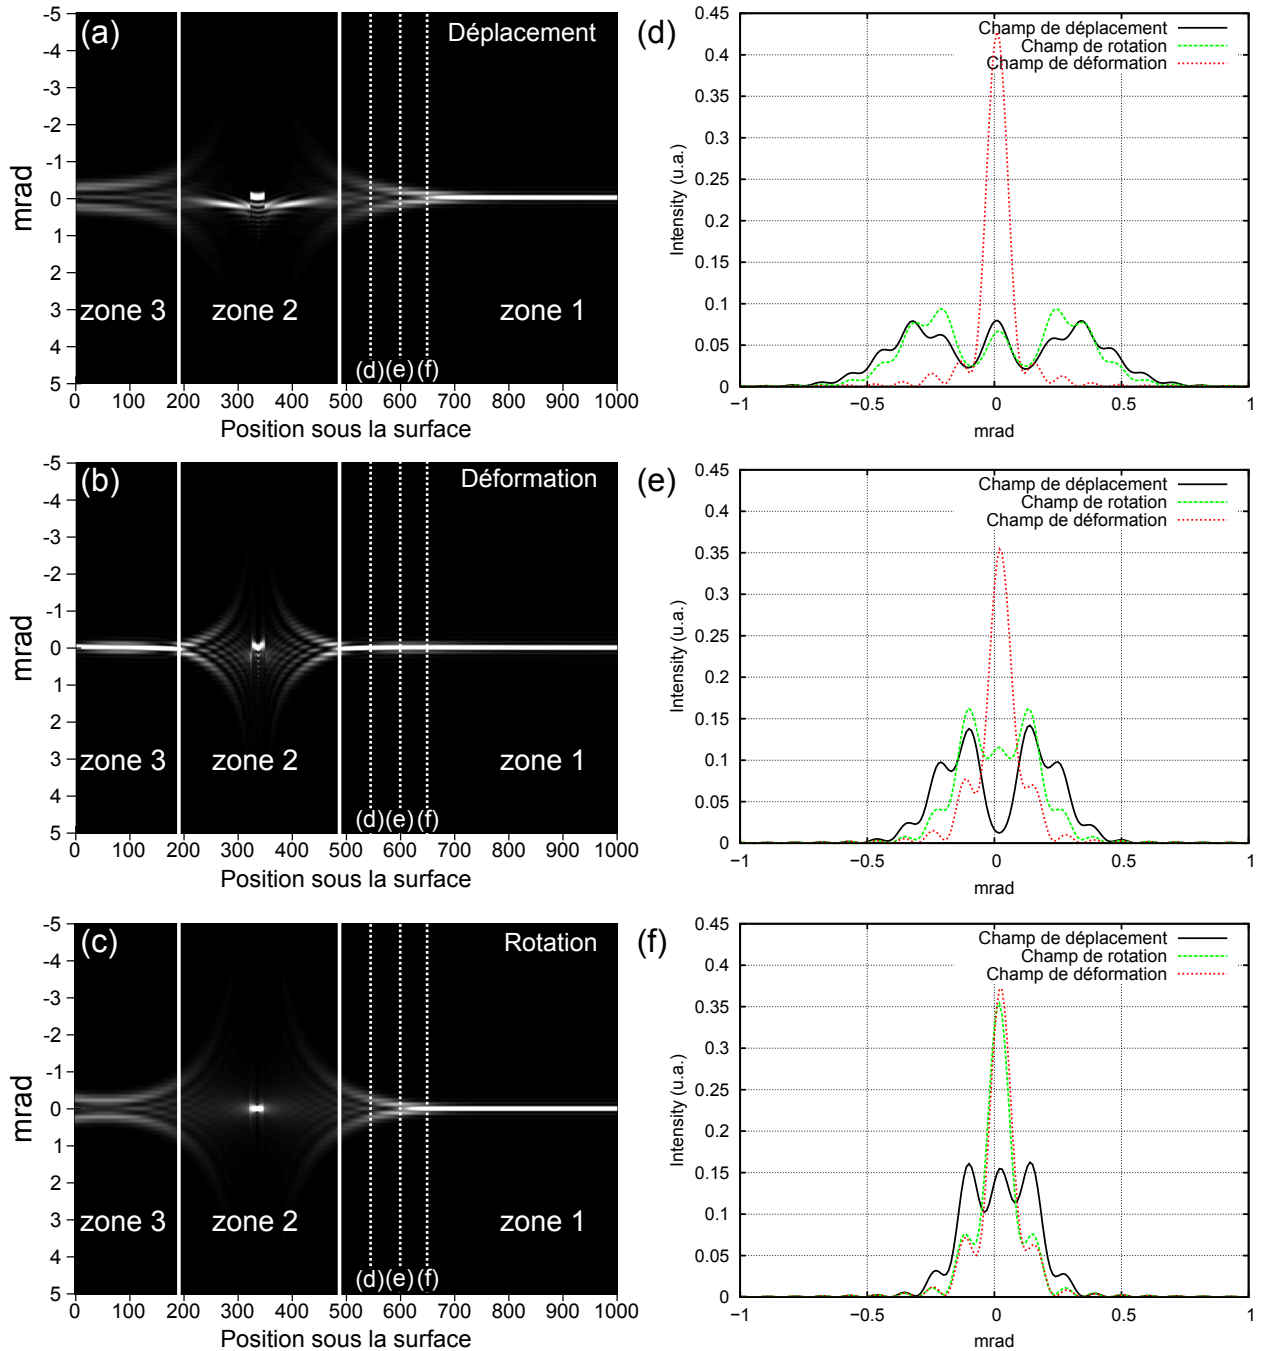 (a) Déplacement
-5
-4
-3
-2
-1
0
1
2
3
4
5
mrad
zone 3 zone 2 zone 1
(d)(e)(f)
0 100 200 300 400 500 600 700 800 900 1000
Position sous la surface
(b) Déformation
-5
-4
-3
-2
-1
0
1
2
3
4
5
mrad
zone 3 zone 2 zone 1
(d)(e)(f)
0 100 200 300 400 500 600 700 800 900 1000
Position sous la surface
(c) Rotation
-5
-4
-3
-2
-1
0
1
2
3
4
5
mrad
zone 3 zone 2 zone 1
(d)(e)(f)
0 100 200 300 400 500 600 700 800 900 1000
Position sous la surface
(d)
Champ de déplacement
Champ de rotation
Champ de déformation
0.45
0.4
0.35
0.3
0.25
0.2
0.15
0.1
0.05
0
Intensity (u.a.)
−1 −0.5 0 0.5 1
mrad
(e)
Champ de déplacement
Champ de rotation
Champ de déformation
0.45
0.4
0.35
0.3
0.25
0.2
0.15
0.1
0.05
0
Intensity (u.a.)
−1 −0.5 0 0.5 1
mrad
(f)
Champ de déplacement
Champ de rotation
Champ de déformation
0.45
0.4
0.35
0.3
0.25
0.2
0.15
0.1
0.05
0
Intensity (u.a.)
−1 −0.5 0 0.5 1
mrad